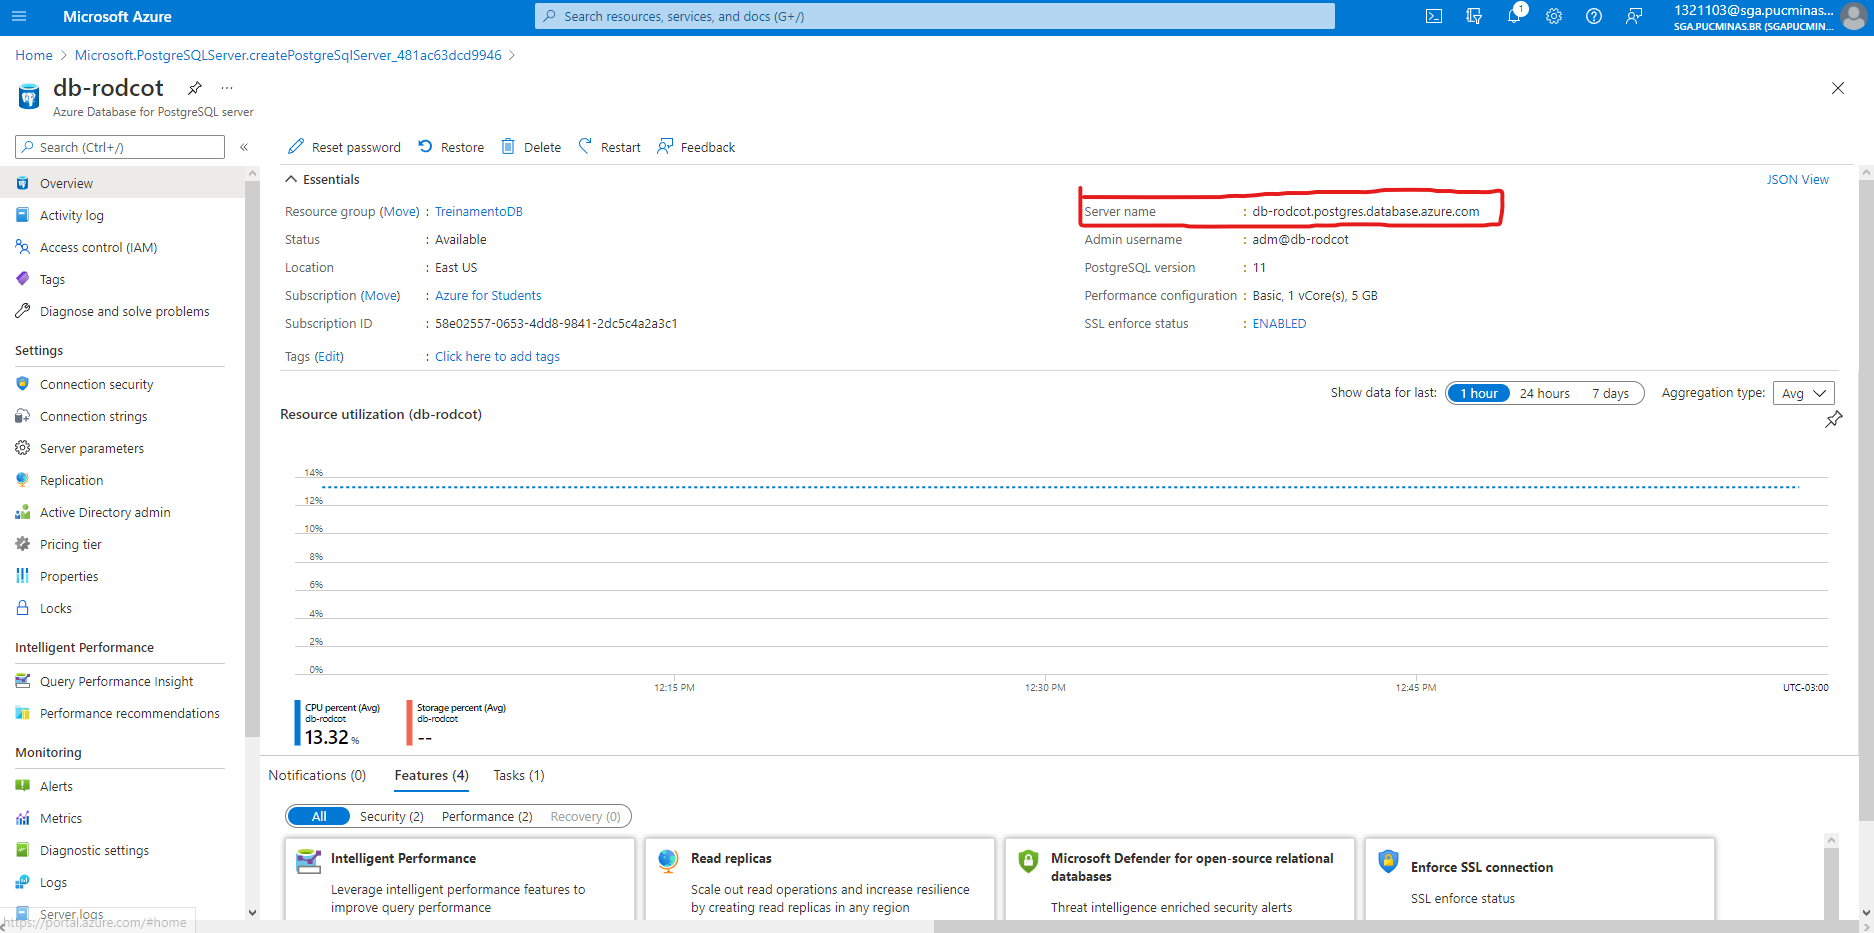 Microsoft Azure
Search resources, services, and docs (G+/)
1
1321103@sga.pucminas...
SGA.PUCMINAS.BR (SGAPUCMIN...
Home > Microsoft.PostgreSQLServer.createPostgreSqlServer_481ac63dcd9946 >
db-rodcot
Azure Database for PostgreSQL server
Search (Ctrl+/)
Overview
Activity log
Access control (IAM)
Tags
Diagnose and solve problems
Settings
Connection security
Connection strings
Server parameters
Replication
Active Directory admin
Pricing tier
Properties
Locks
Intelligent Performance
Query Performance Insight
Performance recommendations
Monitoring
Alerts
Metrics
Diagnostic settings
Logs
Server logs
https://portal.azure.com/#home
Reset password Restore Delete Restart Feedback
Essentials
JSON View
Resource group (Move) : TreinamentoDB
Status : Available
Location : East US
Subscription (Move) : Azure for Students
Subscription ID : 58e02557-0653-4dd8-9841-2dc5c4a2a3c1
Tags (Edit) : Click here to add tags
Server name : db-rodcot.postgres.database.azure.com
Admin username : adm@db-rodcot
PostgreSQL version : 11
Performance configuration : Basic, 1 vCore(s), 5 GB
SSL enforce status : ENABLED
Show data for last: 1 hour 24 hours 7 days Aggregation type: Avg
Resource utilization (db-rodcot)
14%
12%
10%
8%
6%
4%
2%
0%
12:15 PM 12:30 PM 12:45 PM UTC-03:00
CPU percent (Avg)
db-rodcot
13.32 %
Storage percent (Avg)
db-rodcot
--
Notifications (0) Features (4) Tasks (1)
All Security (2) Performance (2) Recovery (0)
Intelligent Performance
Leverage intelligent performance features to
improve query performance
Read replicas
Scale out read operations and increase resilience
by creating read replicas in any region
Microsoft Defender for open-source relational
databases
Threat intelligence enriched security alerts
Enforce SSL connection
SSL enforce status